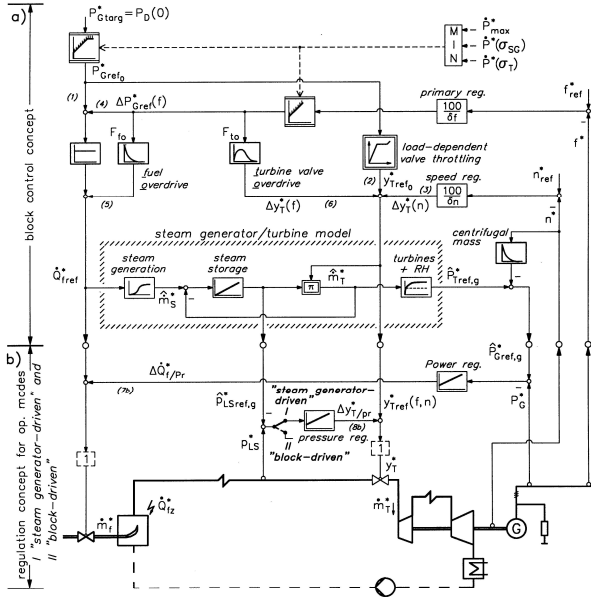 a)
P*Gtarg=PD(0)
M
I
N
Ṗ*max
Ṗ*(σSG)
Ṗ*(σT)
P*Gref0
f*ref
(1)
(4)
ΔP*Gref(f)
primary reg.
100
δf
f*
Ffo
Fto
load-dependent
valve throttling
fuel
overdrive
turbine valve
overdrive
(2)
y*Tref0
(3)
speed reg.
100
δn
n*ref
(5)
Δy*T(f)
(6)
Δy*T(n)
n*
block control concept
steam generator/turbine model
centrifugal
mass
steam
generation
steam
storage
turbines
+ RH
Q̇*fref
ṁ̂*S
π
ṁ̂*T
P̂*Tref,g
P̂*Gref,g
b)
ΔQ̇*f/Pr
(7b)
Power reg.
P*G
p̂*LSref,g
"steam generator-
driven"
I
II
Δy*T/pr
(8b)
y*Tref(f,n)
pressure reg.
p*LS
"block-driven"
1
1
y*T
ṁ*f
Q̇*fz
ṁ*T
G
regulation concept for op. modes
I "steam generator-driven" and
II "block-driven"